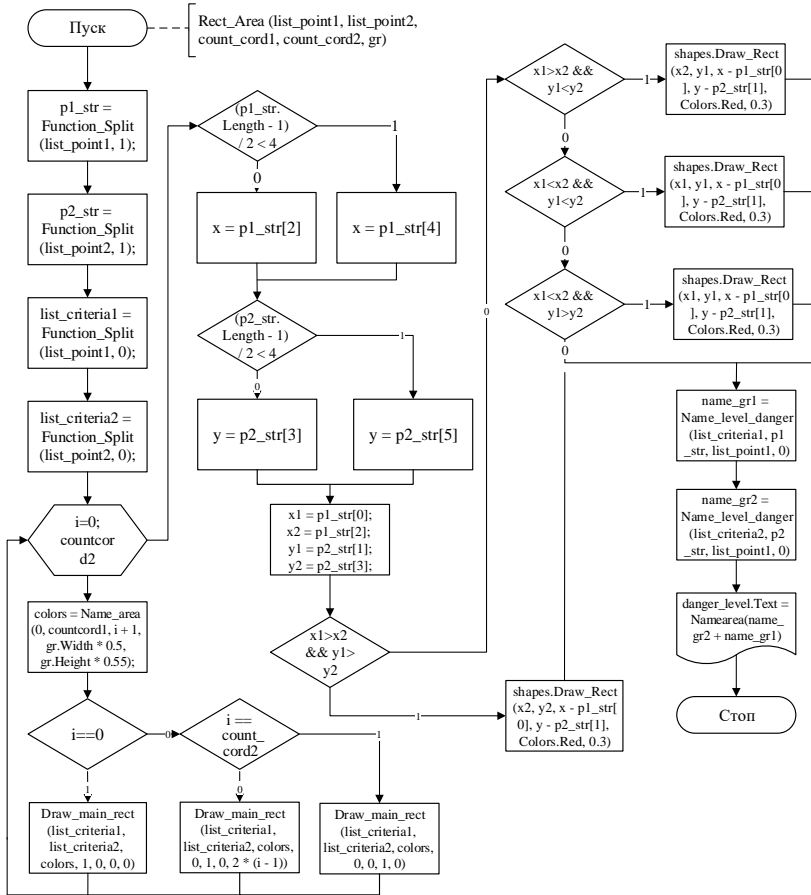 Пуск
Rect_Area (list_point1, list_point2,
count_cord1, count_cord2, gr)
p1_str =
Function_Split
(list_point1, 1);
p2_str =
Function_Split
(list_point2, 1);
list_criteria1 =
Function_Split
(list_point1, 0);
list_criteria2 =
Function_Split
(list_point2, 0);
i=0;
countcor
d2
colors = Name_area
(0, countcord1, i + 1,
gr.Width * 0.5,
gr.Height * 0.55);
i==0
0
1
i ==
count_
cord2
0
1
Draw_main_rect
(list_criteria1,
list_criteria2,
colors, 1, 0, 0, 0)
Draw_main_rect
(list_criteria1,
list_criteria2, colors,
0, 1, 0, 2 * (i - 1))
Draw_main_rect
(list_criteria1,
list_criteria2, colors,
0, 0, 1, 0)
(p1_str.
Length - 1)
/ 2 < 4
1
0
x = p1_str[2]
x = p1_str[4]
(p2_str.
Length - 1)
/ 2 < 4
1
0
y = p2_str[3]
y = p2_str[5]
x1 = p1_str[0];
x2 = p1_str[2];
y1 = p2_str[1];
y2 = p2_str[3];
x1>x2
&& y1>
y2
0
1
shapes.Draw_Rect
(x2, y2, x - p1_str[
0], y - p2_str[1],
Colors.Red, 0.3)
x1>x2 &&
y1<y2
1
0
shapes.Draw_Rect
(x2, y1, x - p1_str[0
], y - p2_str[1],
Colors.Red, 0.3)
x1<x2 &&
y1<y2
1
0
shapes.Draw_Rect
(x1, y1, x - p1_str[0
], y - p2_str[1],
Colors.Red, 0.3)
x1<x2 &&
y1>y2
1
0
shapes.Draw_Rect
(x1, y1, x - p1_str[0
], y - p2_str[1],
Colors.Red, 0.3)
name_gr1 =
Name_level_danger
(list_criteria1, p1
_str, list_point1, 0)
name_gr2 =
Name_level_danger
(list_criteria2, p2
_str, list_point1, 0)
danger_level.Text =
Namearea(name_
gr2 + name_gr1)
Стоп